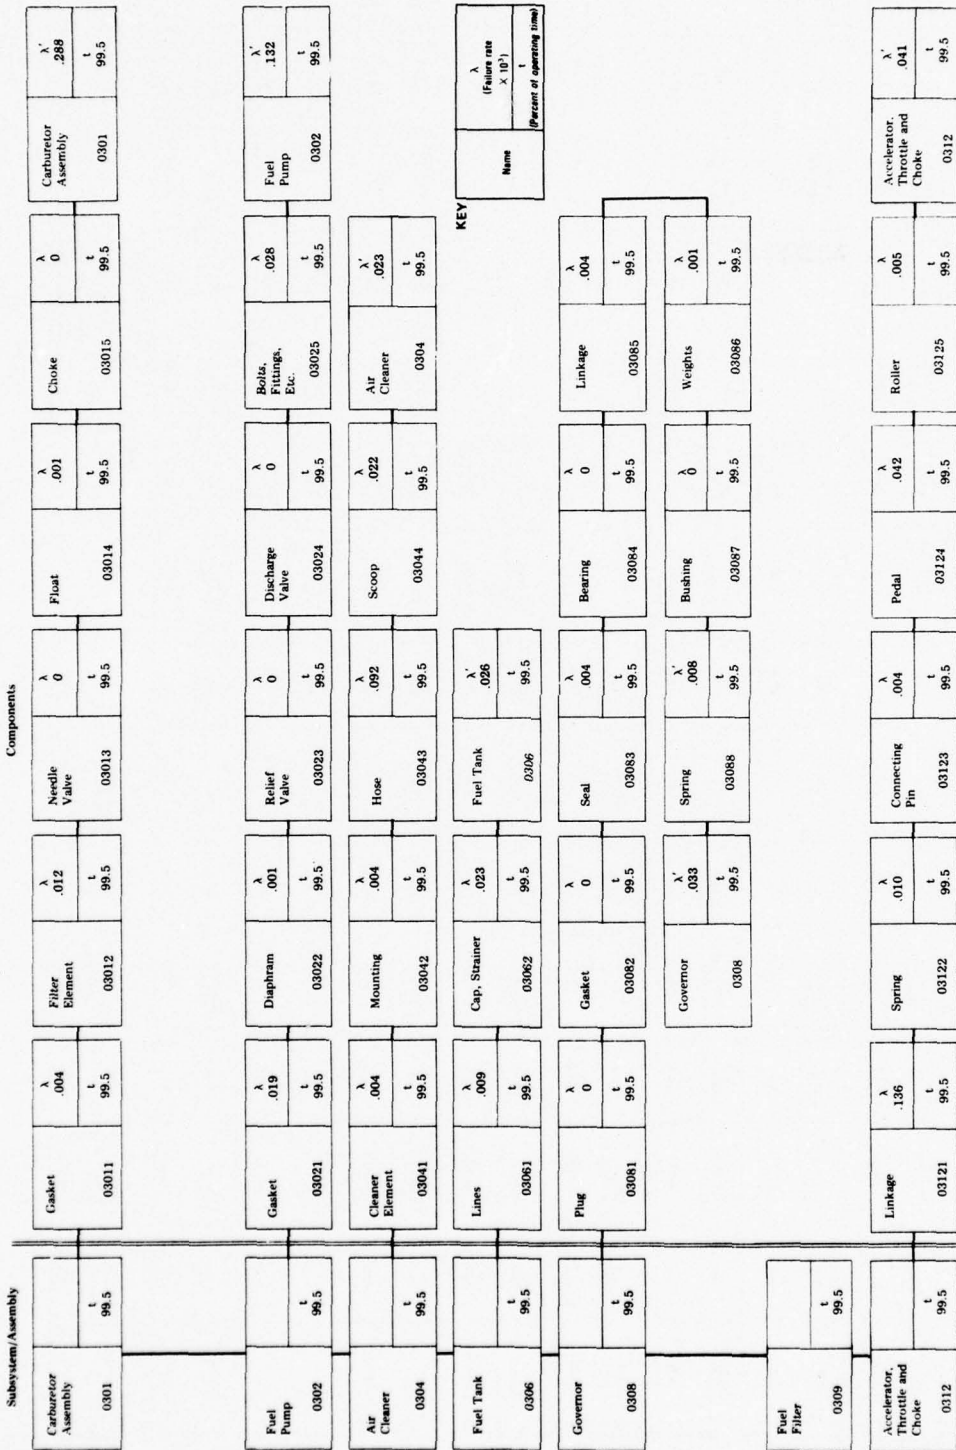 Subsystem/Assembly
Components
Carburetor
Assembly
0301
t
99.5
Gasket
03011
λ
.004
t
99.5
Filter
Element
03012
λ
.012
t
99.5
Needle
Valve
03013
λ
0
t
99.5
Float
03014
λ
.001
t
99.5
Choke
03015
λ
0
t
99.5
Carburetor
Assembly
0301
λ'
.288
t
99.5
Fuel
Pump
0302
t
99.5
Gasket
03021
λ
.019
t
99.5
Diaphram
03022
λ
.001
t
99.5
Relief
Valve
03023
λ
0
t
99.5
Discharge
Valve
03024
λ
0
t
99.5
Bolts,
Fittings,
Etc.
03025
λ
.028
t
99.5
Fuel
Pump
0302
λ'
.132
t
99.5
Air
Cleaner
0304
t
99.5
Cleaner
Element
03041
λ
.004
t
99.5
Mounting
03042
λ
.004
t
99.5
Hose
03043
λ
.092
t
99.5
Scoop
03044
λ
.022
t
99.5
Air
Cleaner
0304
λ'
.023
t
99.5
Fuel Tank
0306
t
99.5
Lines
03061
λ
.009
t
99.5
Cap, Strainer
03062
λ
.023
t
99.5
Fuel Tank
0306
λ'
.026
t
99.5
KEY
Name
λ
(Failure rate
× 10³)
t
(Percent of operating time)
Governor
0308
t
99.5
Plug
03081
λ
0
t
99.5
Gasket
03082
λ
0
t
99.5
Seal
03083
λ
.004
t
99.5
Bearing
03084
λ
0
t
99.5
Linkage
03085
λ
.004
t
99.5
Governor
0308
λ'
.033
t
99.5
Spring
03088
λ'
.008
t
99.5
Bushing
03087
λ
0
t
99.5
Weights
03086
λ
.001
t
99.5
Fuel
Filter
0309
t
99.5
Accelerator,
Throttle and
Choke
0312
t
99.5
Linkage
03121
λ
.136
t
99.5
Spring
03122
λ
.010
t
99.5
Connecting
Pin
03123
λ
.004
t
99.5
Pedal
03124
λ
.042
t
99.5
Roller
03125
λ
.005
t
99.5
Accelerator,
Throttle and
Choke
0312
λ'
.041
t
99.5